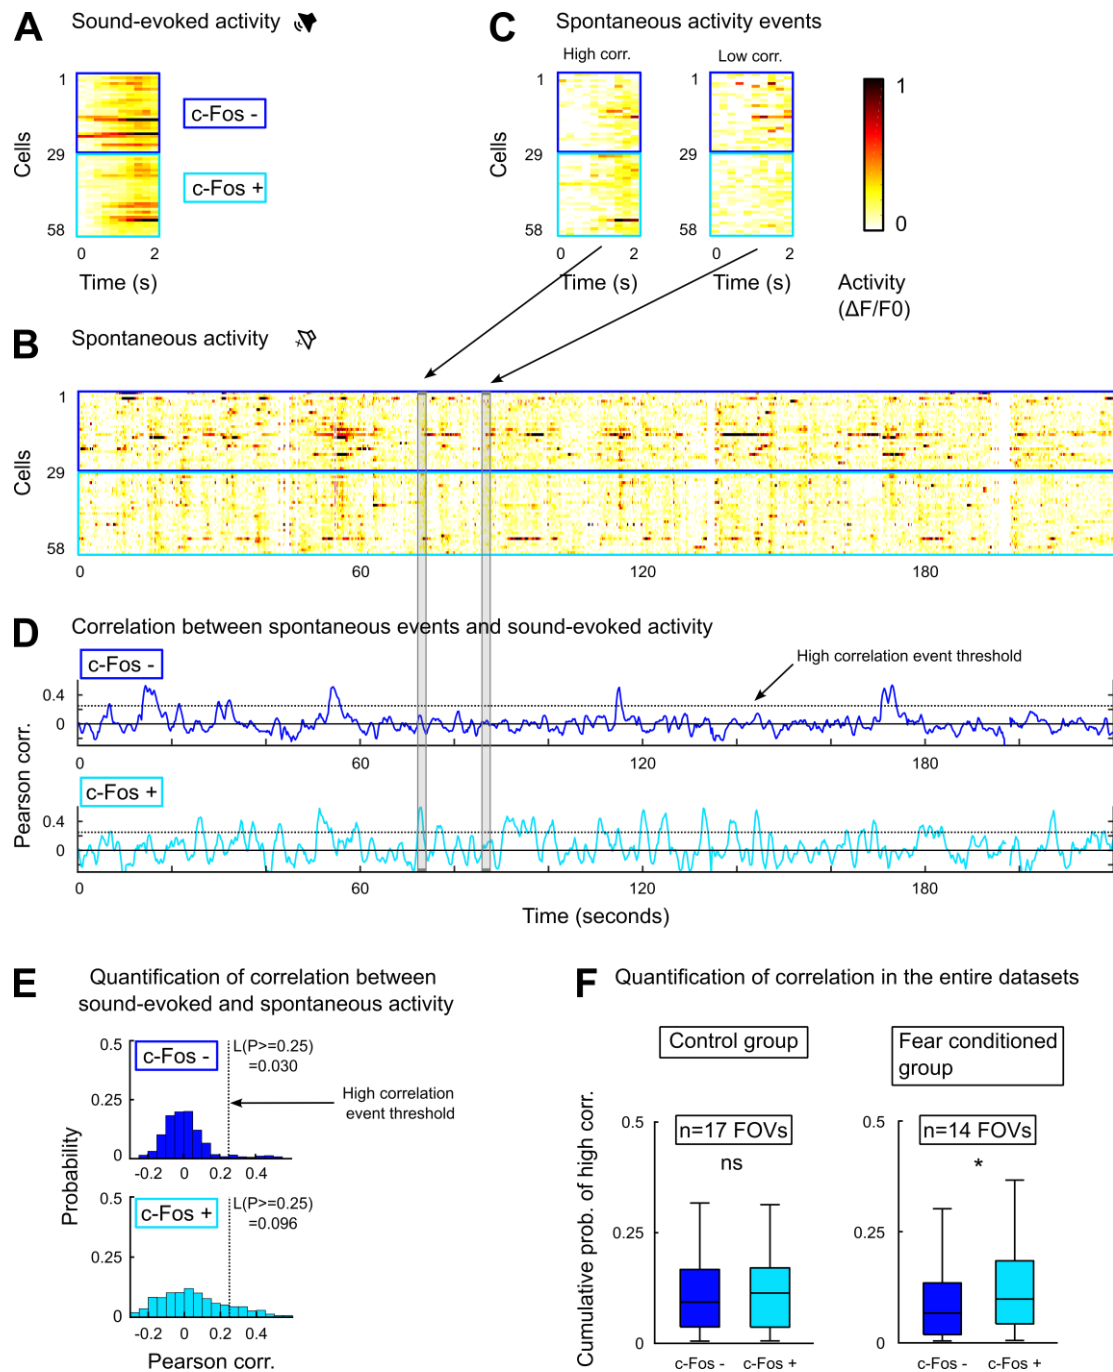 A Sound-evoked activity
1
29
58
Cells
c-Fos -
c-Fos +
0 2
Time (s)
C Spontaneous activity events
High corr.
Low corr.
1
29
58
Cells
0 2
Time (s)
1
29
58
0 2
1
0
Activity
(ΔF/F0)
B Spontaneous activity
1
29
58
Cells
0 60 120 180
D Correlation between spontaneous events and sound-evoked activity
c-Fos -
High correlation event threshold
0.4
0
0 60 120 180
Pearson corr.
c-Fos +
0.4
0
0 60 120 180
Time (seconds)
E Quantification of correlation between
sound-evoked and spontaneous activity
0.5
0.25
0
c-Fos -
L(P>=0.25)
=0.030
High correlation
event threshold
-0.2 0 0.2 0.4
Probability
0.5
0.25
0
c-Fos +
L(P>=0.25)
=0.096
-0.2 0 0.2 0.4
Pearson corr.
F Quantification of correlation in the entire datasets
Control group
Cumulative prob. of high corr.
0.5
0.25
0
n=17 FOVs
ns
c-Fos - c-Fos +
Fear conditioned
group
0.5
0.25
0
n=14 FOVs
*
c-Fos - c-Fos +